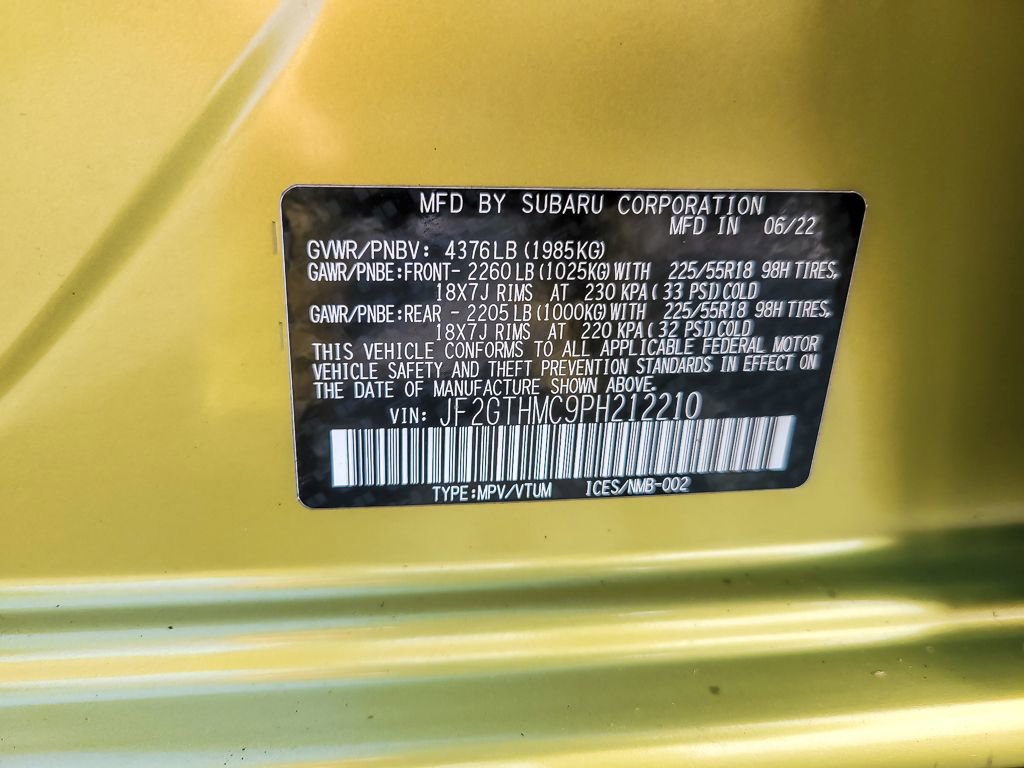 MFD BY SUBARU CORPORATION
MFD IN 06/22
GVWR/PNBV: 4376LB (1985KG)
GAWR/PNBE:FRONT- 2260 LB (1025KG) WITH 225/55R18 98H TIRES,
18X7J RIMS AT 230 KPA ( 33 PSI) COLD
GAWR/PNBE:REAR - 2205 LB (1000KG) WITH 225/55R18 98H TIRES,
18X7J RIMS AT 220 KPA ( 32 PSI) COLD
THIS VEHICLE CONFORMS TO ALL APPLICABLE FEDERAL MOTOR
VEHICLE SAFETY AND THEFT PREVENTION STANDARDS IN EFFECT ON
THE DATE OF MANUFACTURE SHOWN ABOVE.
VIN: JF2GTHMC9PH212210
TYPE:MPV/VTUM ICES/NMB-002